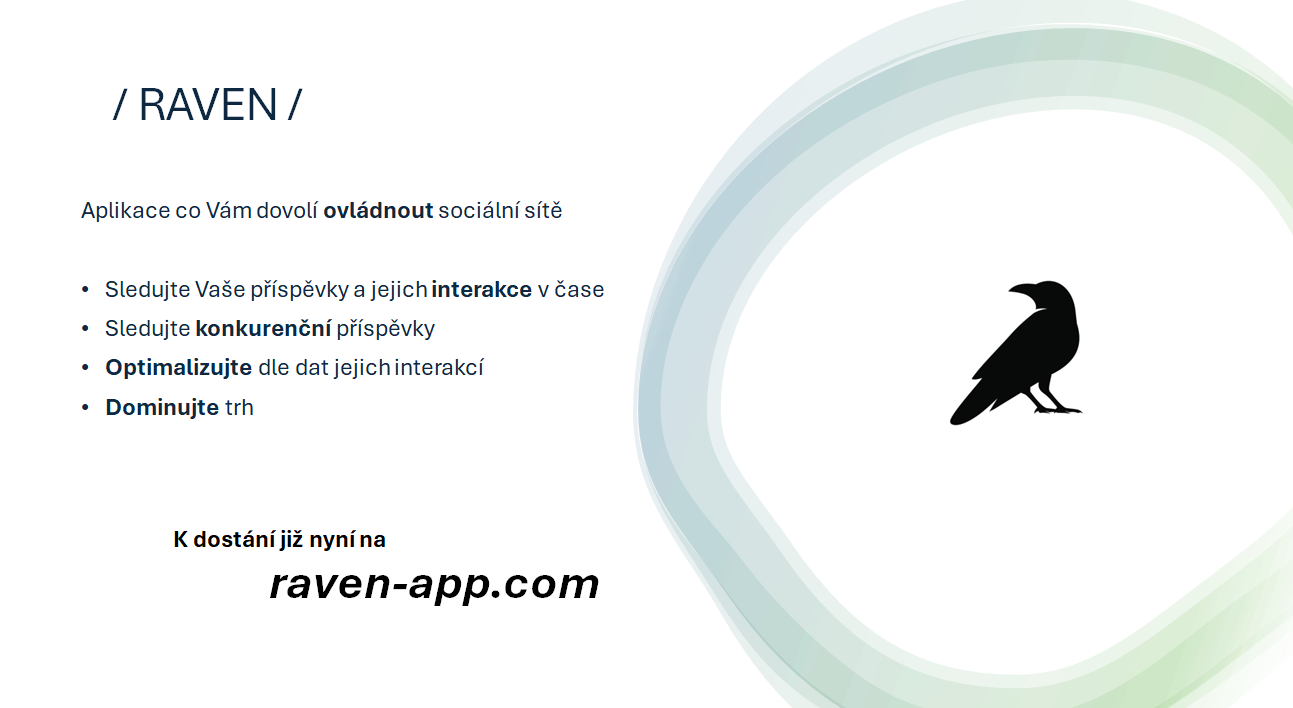 / RAVEN /
Aplikace co Vám dovolí ovládnout sociální sítě
• Sledujte Vaše příspěvky a jejich interakce v čase
• Sledujte konkurenční příspěvky
• Optimalizujte dle dat jejich interakcí
• Dominujte trh
K dostání již nyní na
raven-app.com